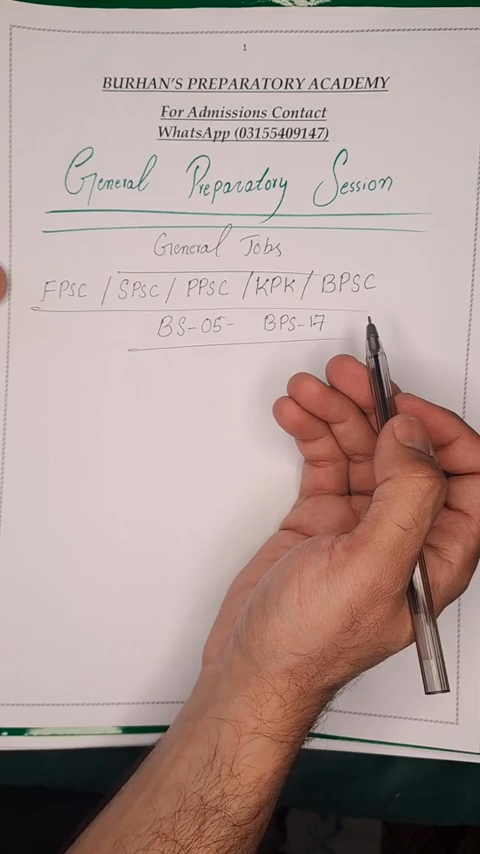 1
BURHAN'S PREPARATORY ACADEMY
For Admissions Contact
WhatsApp (03155409147)
General Preparatory Session
General Jobs
FPSC / SPSC / PPSC / KPK / BPSC
BS-05- BPS-17